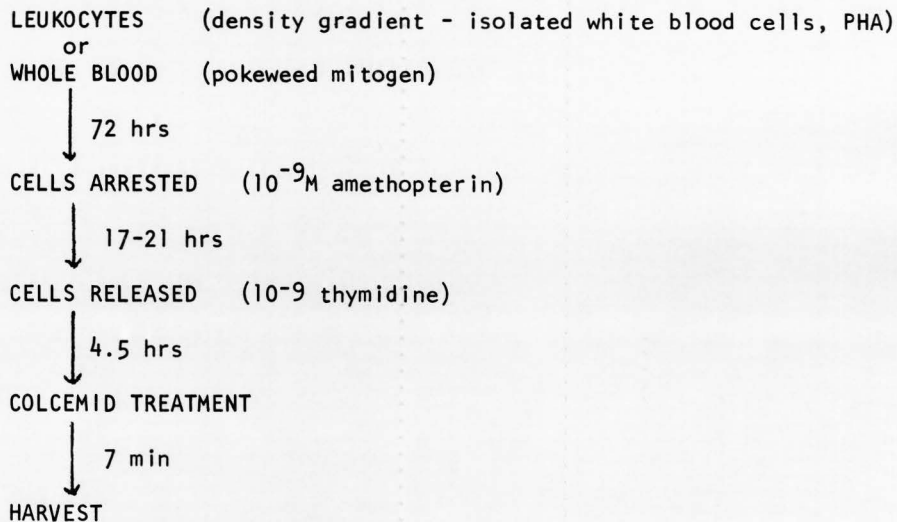 LEUKOCYTES (density gradient - isolated white blood cells, PHA)
or
WHOLE BLOOD (pokeweed mitogen)
72 hrs
CELLS ARRESTED (10⁻⁹M amethopterin)
17-21 hrs
CELLS RELEASED (10⁻⁹ thymidine)
4.5 hrs
COLCEMID TREATMENT
7 min
HARVEST